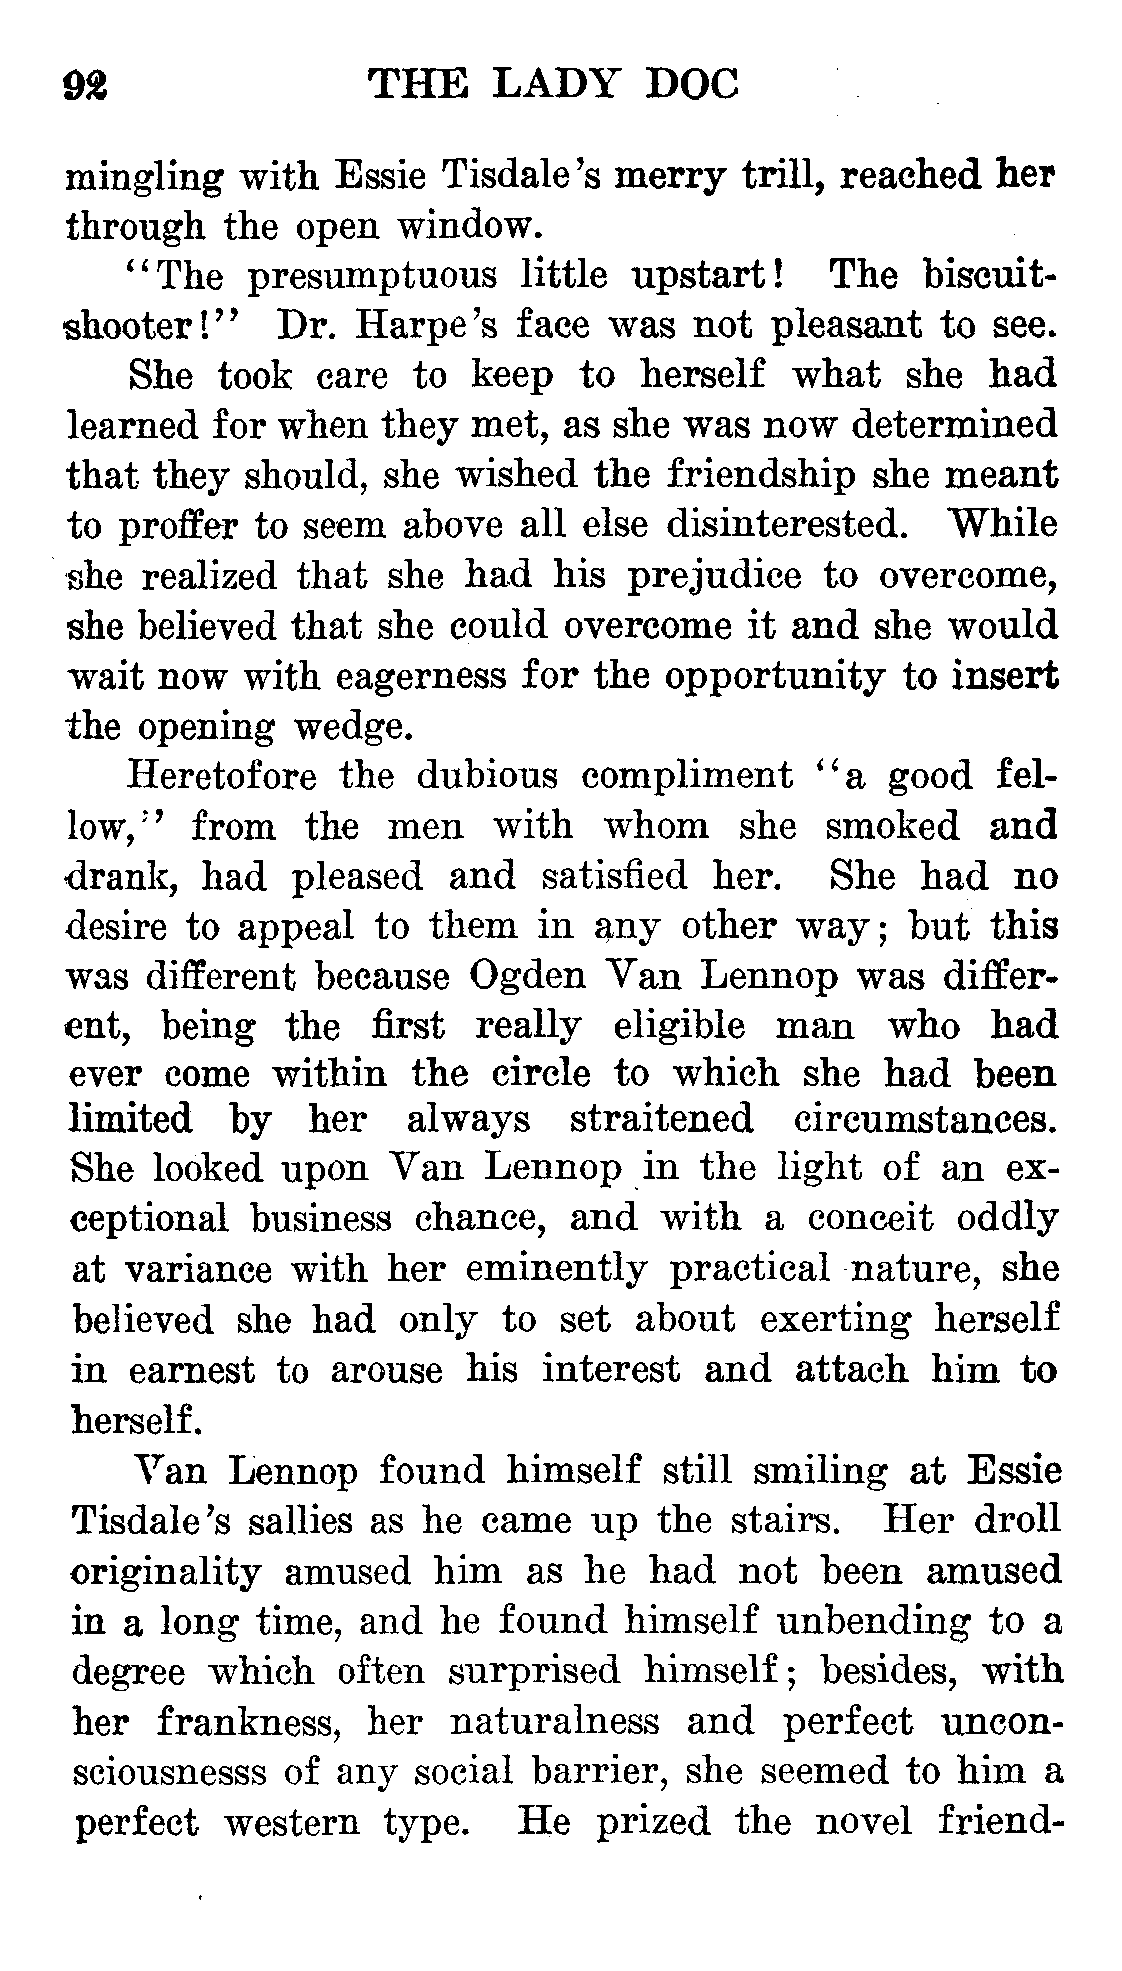 92 THE LADY DOC
mingling with Essie Tisdale's merry trill, reached her
through the open window.
"The presumptuous little upstart! The biscuit-
shooter!" Dr. Harpe's face was not pleasant to see.
She took care to keep to herself what she had
learned for when they met, as she was now determined
that they should, she wished the friendship she meant
to proffer to seem above all else disinterested. While
she realized that she had his prejudice to overcome,
she believed that she could overcome it and she would
wait now with eagerness for the opportunity to insert
the opening wedge.
Heretofore the dubious compliment "a good fel-
low," from the men with whom she smoked and
drank, had pleased and satisfied her. She had no
desire to appeal to them in any other way; but this
was different because Ogden Van Lennop was differ-
ent, being the first really eligible man who had
ever come within the circle to which she had been
limited by her always straitened circumstances.
She looked upon Van Lennop in the light of an ex-
ceptional business chance, and with a conceit oddly
at variance with her eminently practical nature, she
believed she had only to set about exerting herself
in earnest to arouse his interest and attach him to
herself.
Van Lennop found himself still smiling at Essie
Tisdale's sallies as he came up the stairs. Her droll
originality amused him as he had not been amused
in a long time, and he found himself unbending to a
degree which often surprised himself; besides, with
her frankness, her naturalness and perfect uncon-
sciousnesss of any social barrier, she seemed to him a
perfect western type. He prized the novel friend-